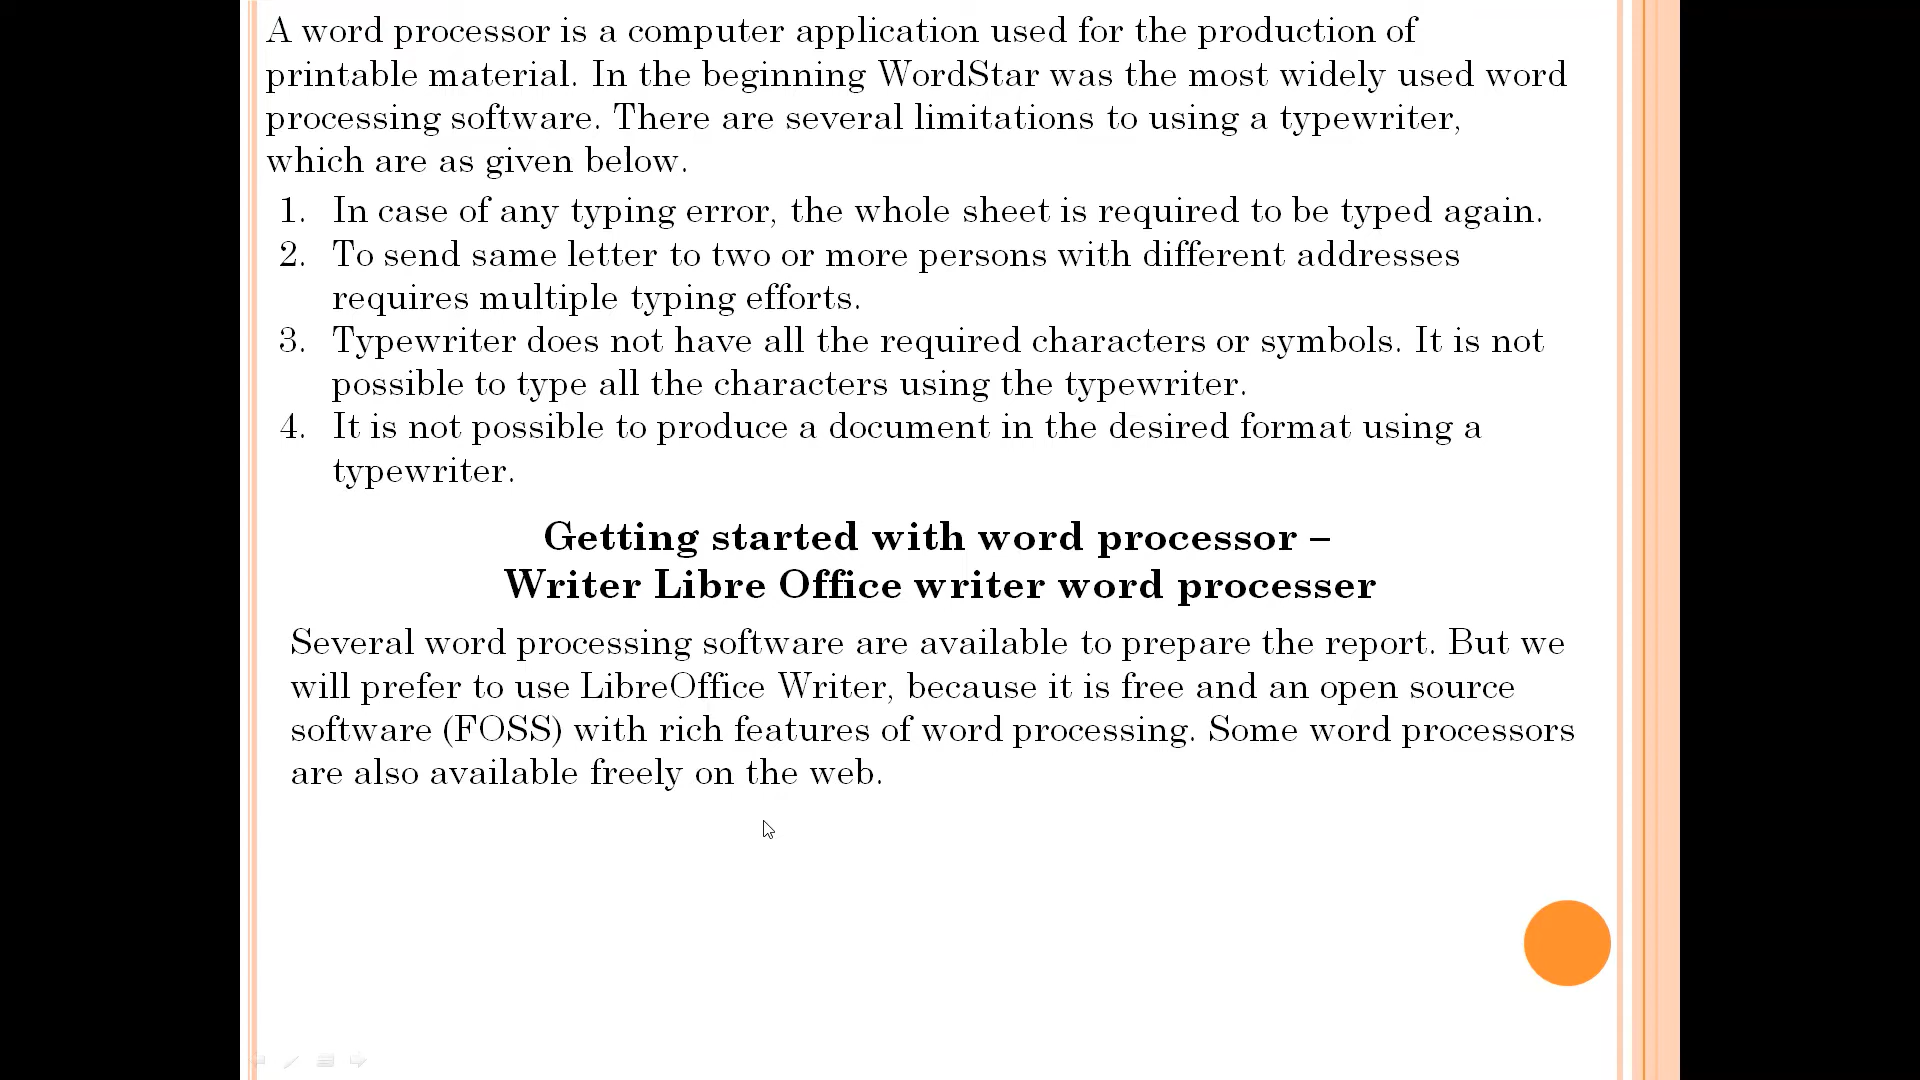 A word processor is a computer application used for the production of
printable material. In the beginning WordStar was the most widely used word
processing software. There are several limitations to using a typewriter,
which are as given below.
1. In case of any typing error, the whole sheet is required to be typed again.
2. To send same letter to two or more persons with different addresses
requires multiple typing efforts.
3. Typewriter does not have all the required characters or symbols. It is not
possible to type all the characters using the typewriter.
4. It is not possible to produce a document in the desired format using a
typewriter.
Getting started with word processor –
Writer Libre Office writer word processer
Several word processing software are available to prepare the report. But we
will prefer to use LibreOffice Writer, because it is free and an open source
software (FOSS) with rich features of word processing. Some word processors
are also available freely on the web.